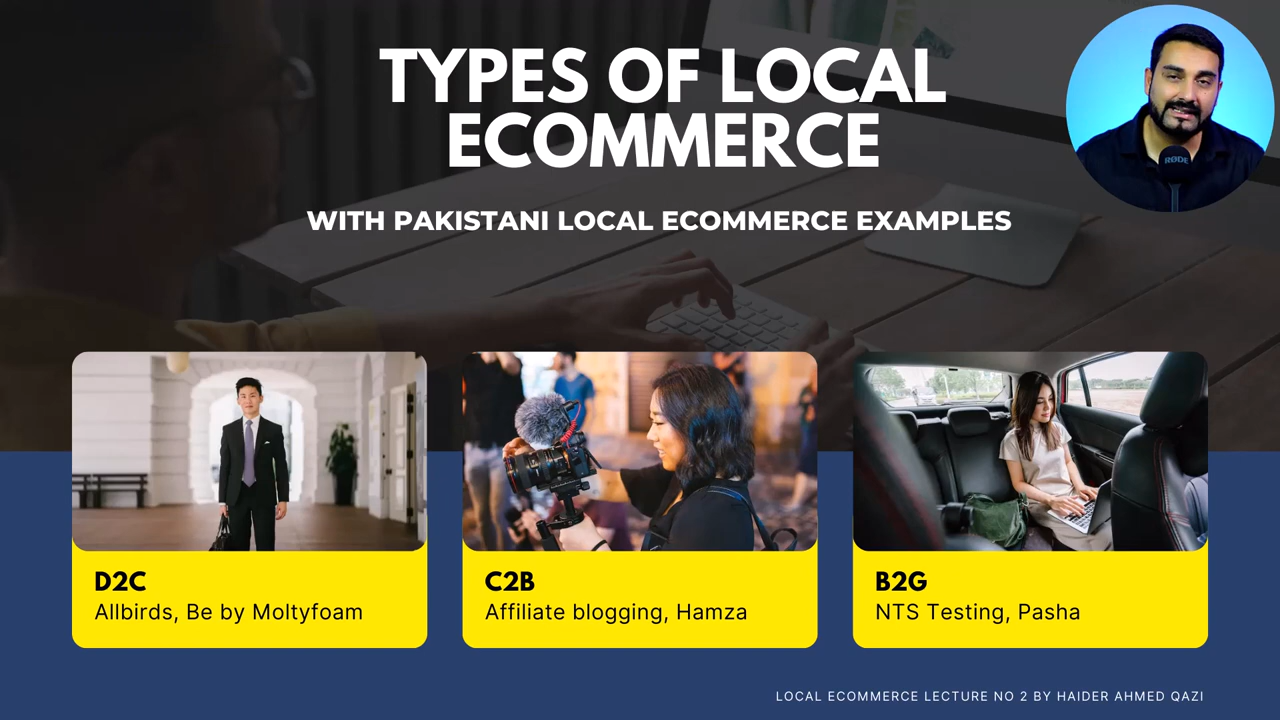 TYPES OF LOCAL
ECOMMERCE
WITH PAKISTANI LOCAL ECOMMERCE EXAMPLES
RØDE
D2C
Allbirds, Be by Moltyfoam
C2B
Affiliate blogging, Hamza
B2G
NTS Testing, Pasha
LOCAL ECOMMERCE LECTURE NO 2 BY HAIDER AHMED QAZI